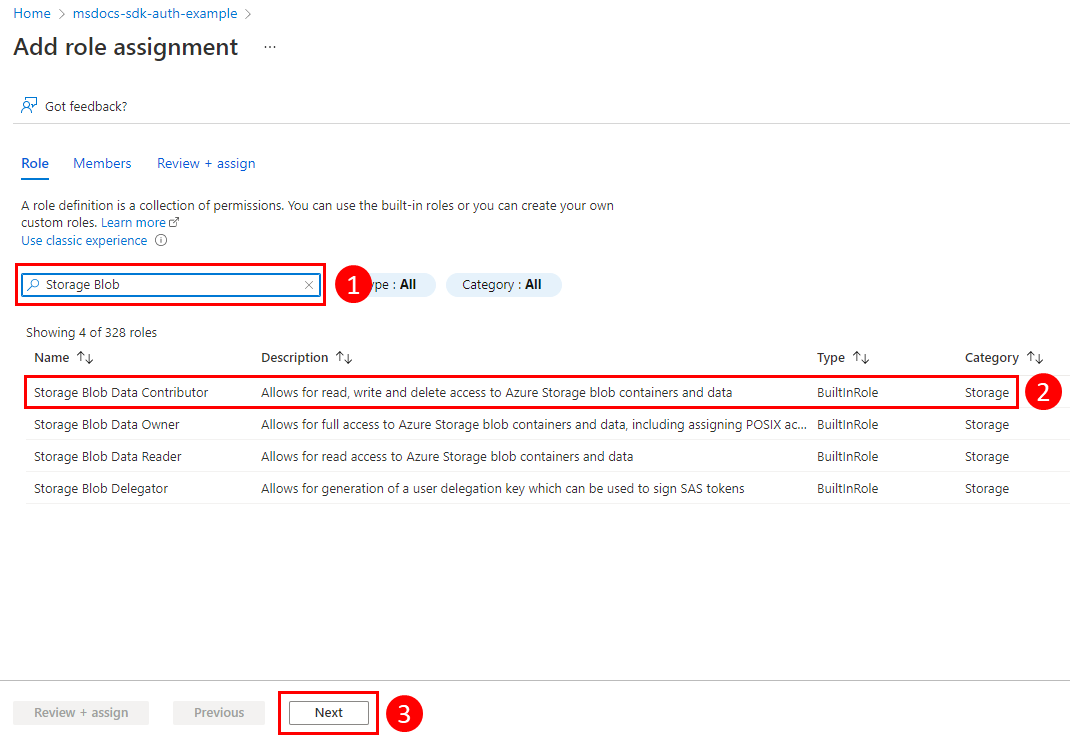 Home > msdocs-sdk-auth-example >
Add role assignment ...
Got feedback?
Role Members Review + assign
A role definition is a collection of permissions. You can use the built-in roles or you can create your own
custom roles. Learn more
Use classic experience
Storage Blob 1 ype : All Category : All
Showing 4 of 328 roles
Name ↑↓ Description ↑↓ Type ↑↓ Category ↑↓
Storage Blob Data Contributor Allows for read, write and delete access to Azure Storage blob containers and data BuiltInRole Storage 2
Storage Blob Data Owner Allows for full access to Azure Storage blob containers and data, including assigning POSIX ac... BuiltInRole Storage
Storage Blob Data Reader Allows for read access to Azure Storage blob containers and data BuiltInRole Storage
Storage Blob Delegator Allows for generation of a user delegation key which can be used to sign SAS tokens BuiltInRole Storage
Review + assign Previous Next 3